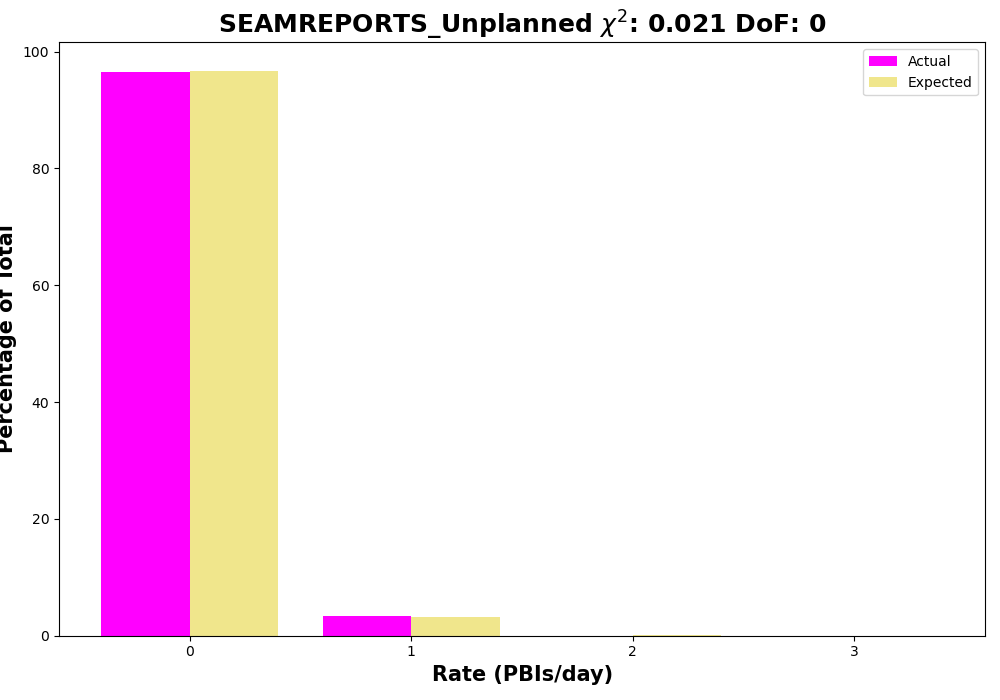 SEAMREPORTS_Unplanned χ²: 0.021 DoF: 0
Actual
Expected
100
80
60
40
20
0
Percentage of Total
0 1 2 3
Rate (PBIs/day)